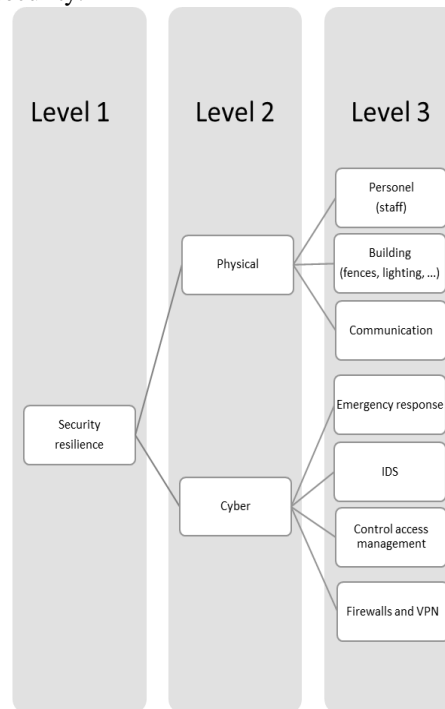 Level 1
Level 2
Level 3
Personel
(staff)
Physical
Building
(fences, lighting, ...)
Communication
Emergency response
Security
resilience
IDS
Cyber
Control access
management
Firewalls and VPN